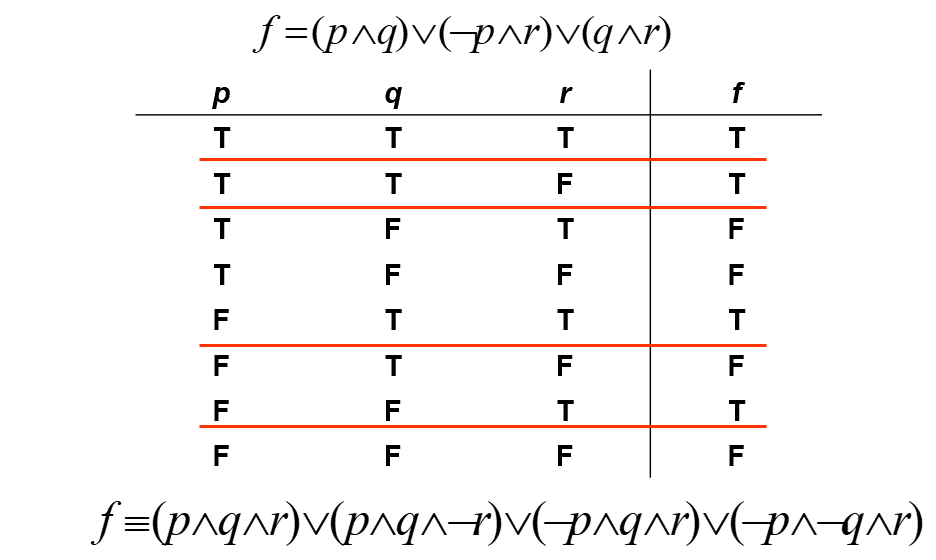 f=(p∧q)∨(¬p∧r)∨(q∧r)
p q r f
T T T T
T T F T
T F T F
T F F F
F T T T
F T F F
F F T T
F F F F
f≡(p∧q∧r)∨(p∧q∧¬r)∨(¬p∧q∧r)∨(¬p∧¬q∧r)